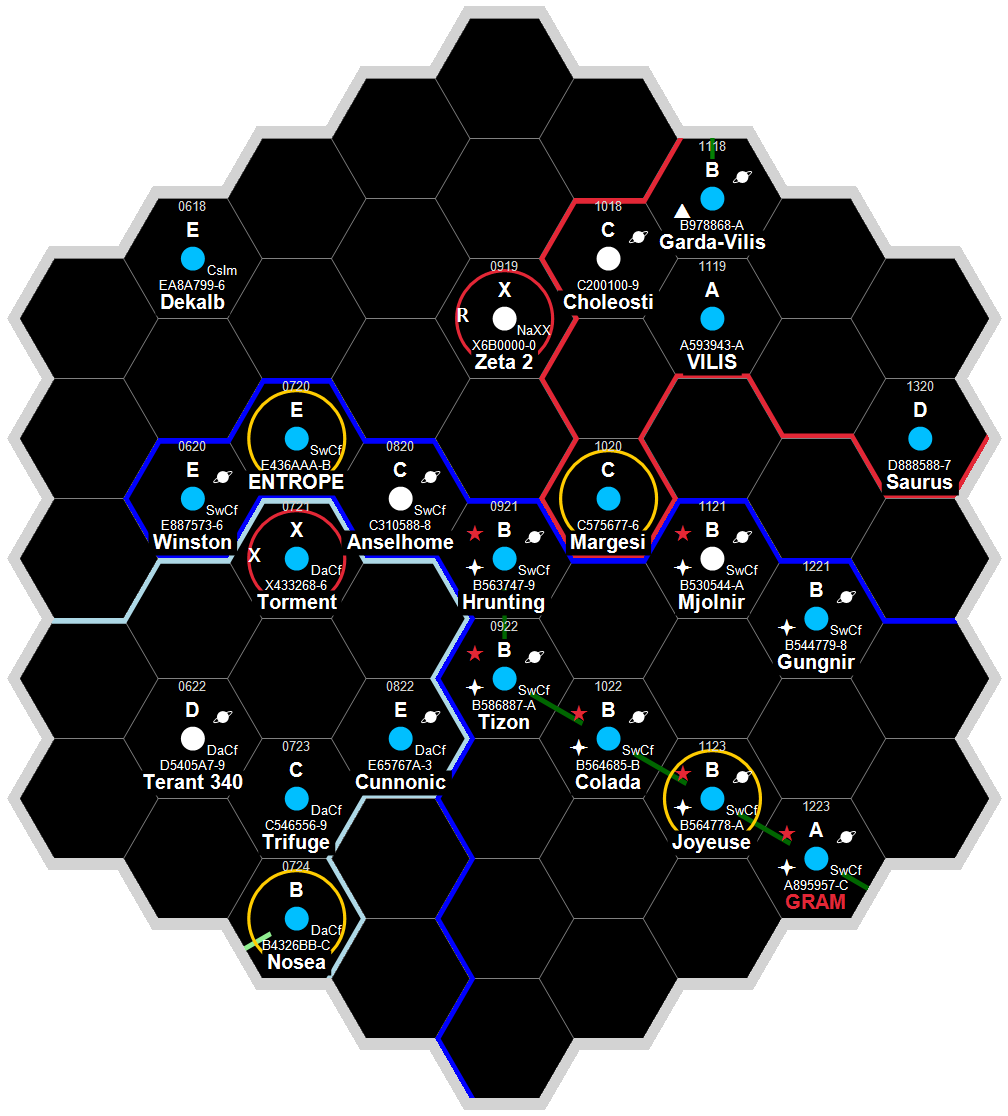 1118
B
B978868-A
Garda-Vilis
0618
E
CsIm
EA8A799-6
Dekalb
1018
C
C200100-9
Choleosti
0919
X
R
NaXX
X6B0000-0
Zeta 2
1119
A
A593943-A
VILIS
0720
E
SwCf
E436AAA-B
ENTROPE
1320
D
D888588-7
Saurus
0620
E
SwCf
E887573-6
Winston
0820
C
SwCf
C310588-8
Anselhome
1020
C
C575677-6
Margesi
0721
X
X
DaCf
X433268-6
Torment
0921
B
SwCf
B563747-9
Hrunting
1121
B
SwCf
B530544-A
Mjolnir
1221
B
SwCf
B544779-8
Gungnir
0922
B
SwCf
B586887-A
Tizon
0622
D
DaCf
D5405A7-9
Terant 340
0822
E
DaCf
E65767A-3
Cunnonic
1022
B
SwCf
B564685-B
Colada
0723
C
DaCf
C546556-9
Trifuge
1123
B
SwCf
B564778-A
Joyeuse
1223
A
SwCf
A895957-C
GRAM
0724
B
DaCf
B4326BB-C
Nosea